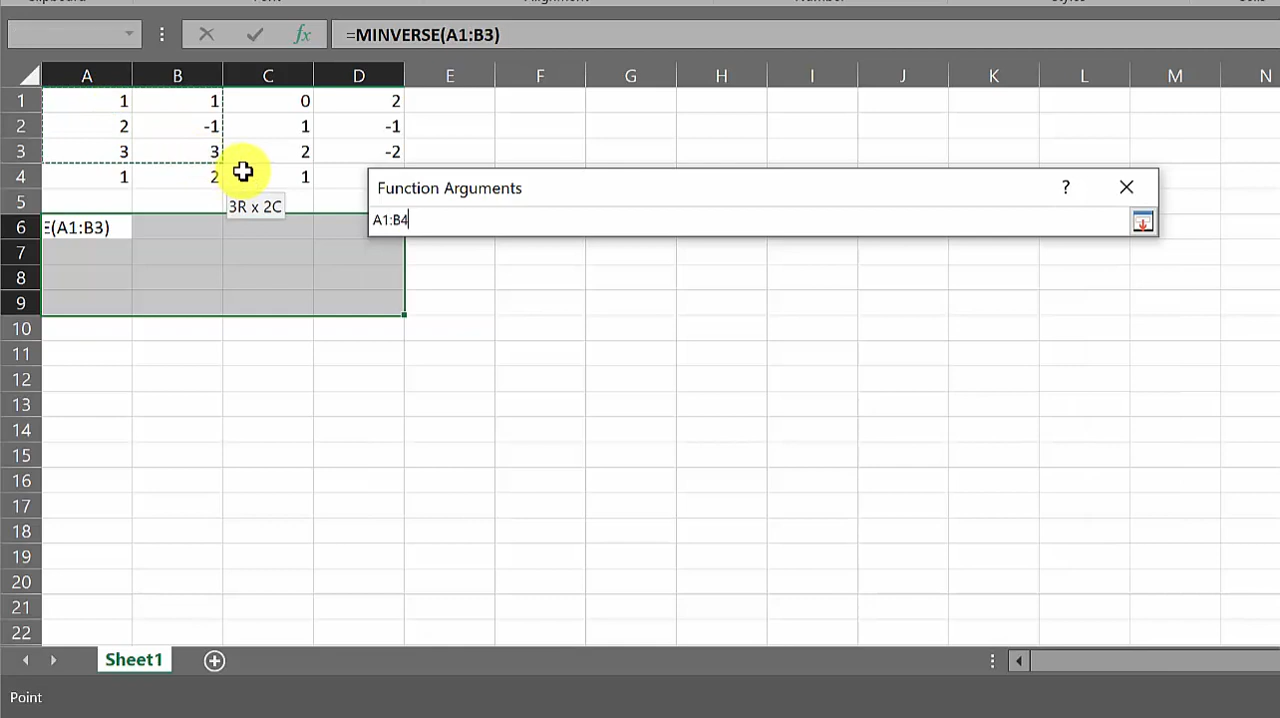 =MINVERSE(A1:B3)
A B C D E F G H I J K L M N
1 1 1 0 2
2 2 -1 1 -1
3 3 3 2 -2
4 1 2 1
Function Arguments ?
3R x 2C
A1:B4
5
6 E(A1:B3)
7
8
9
10
11
12
13
14
15
16
17
18
19
20
21
22
Sheet1
Point